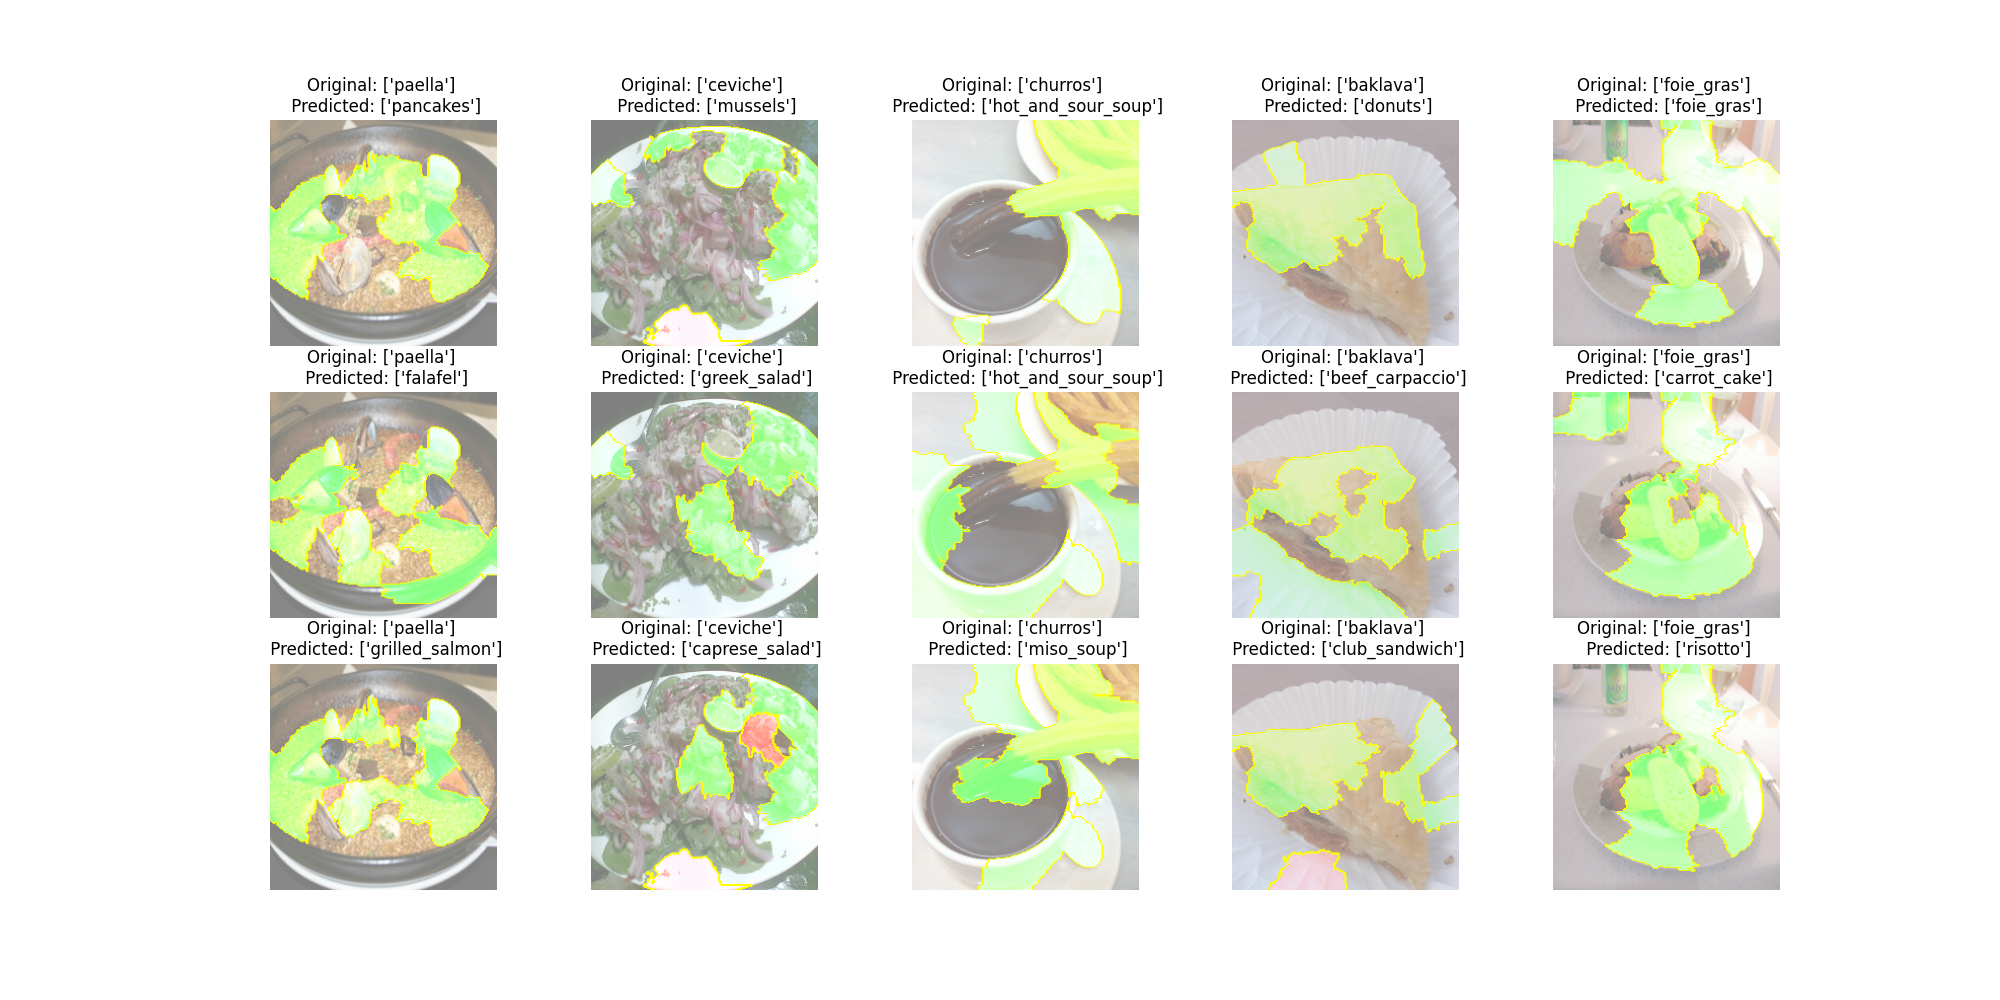 Original: ['paella']
Predicted: ['pancakes']
Original: ['ceviche']
Predicted: ['mussels']
Original: ['churros']
Predicted: ['hot_and_sour_soup']
Original: ['baklava']
Predicted: ['donuts']
Original: ['foie_gras']
Predicted: ['foie_gras']
Original: ['paella']
Predicted: ['falafel']
Original: ['ceviche']
Predicted: ['greek_salad']
Original: ['churros']
Predicted: ['hot_and_sour_soup']
Original: ['baklava']
Predicted: ['beef_carpaccio']
Original: ['foie_gras']
Predicted: ['carrot_cake']
Original: ['paella']
Predicted: ['grilled_salmon']
Original: ['ceviche']
Predicted: ['caprese_salad']
Original: ['churros']
Predicted: ['miso_soup']
Original: ['baklava']
Predicted: ['club_sandwich']
Original: ['foie_gras']
Predicted: ['risotto']